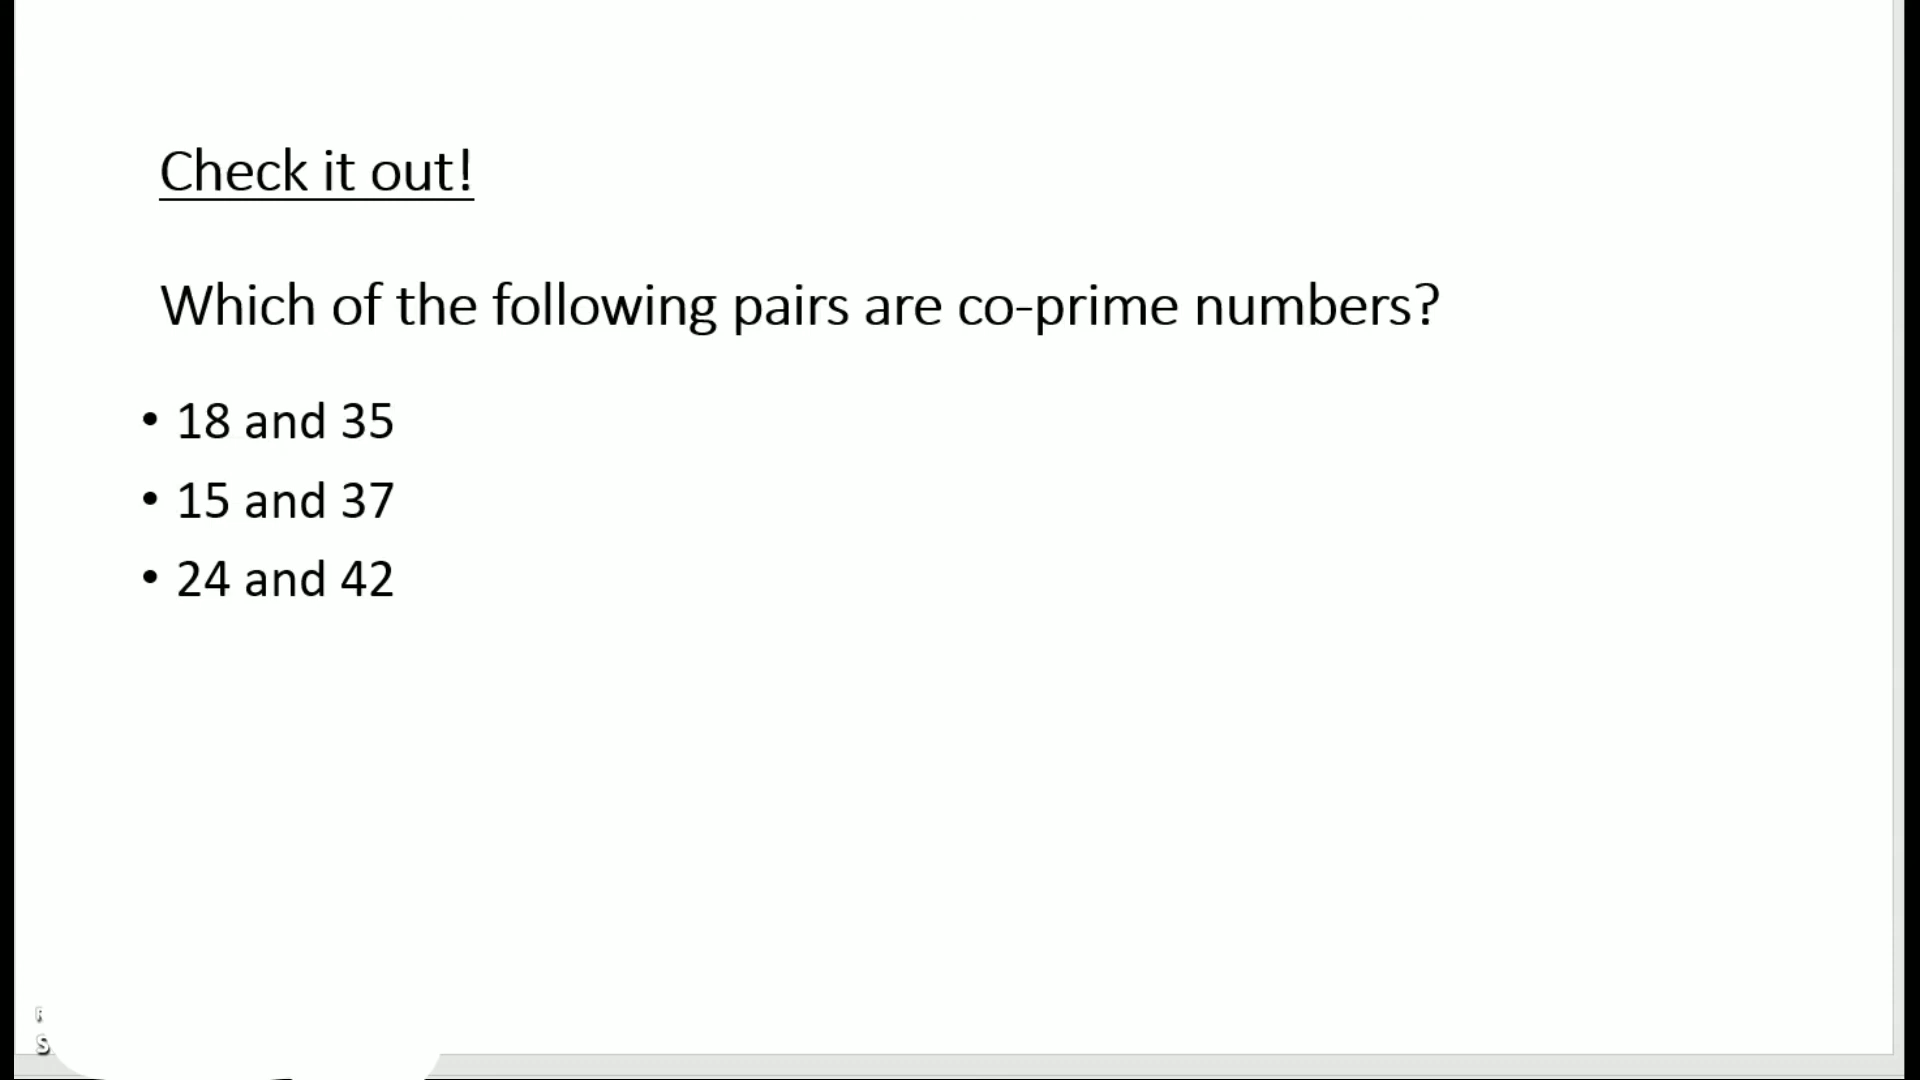 Check it out!
Which of the following pairs are co-prime numbers?
• 18 and 35
• 15 and 37
• 24 and 42